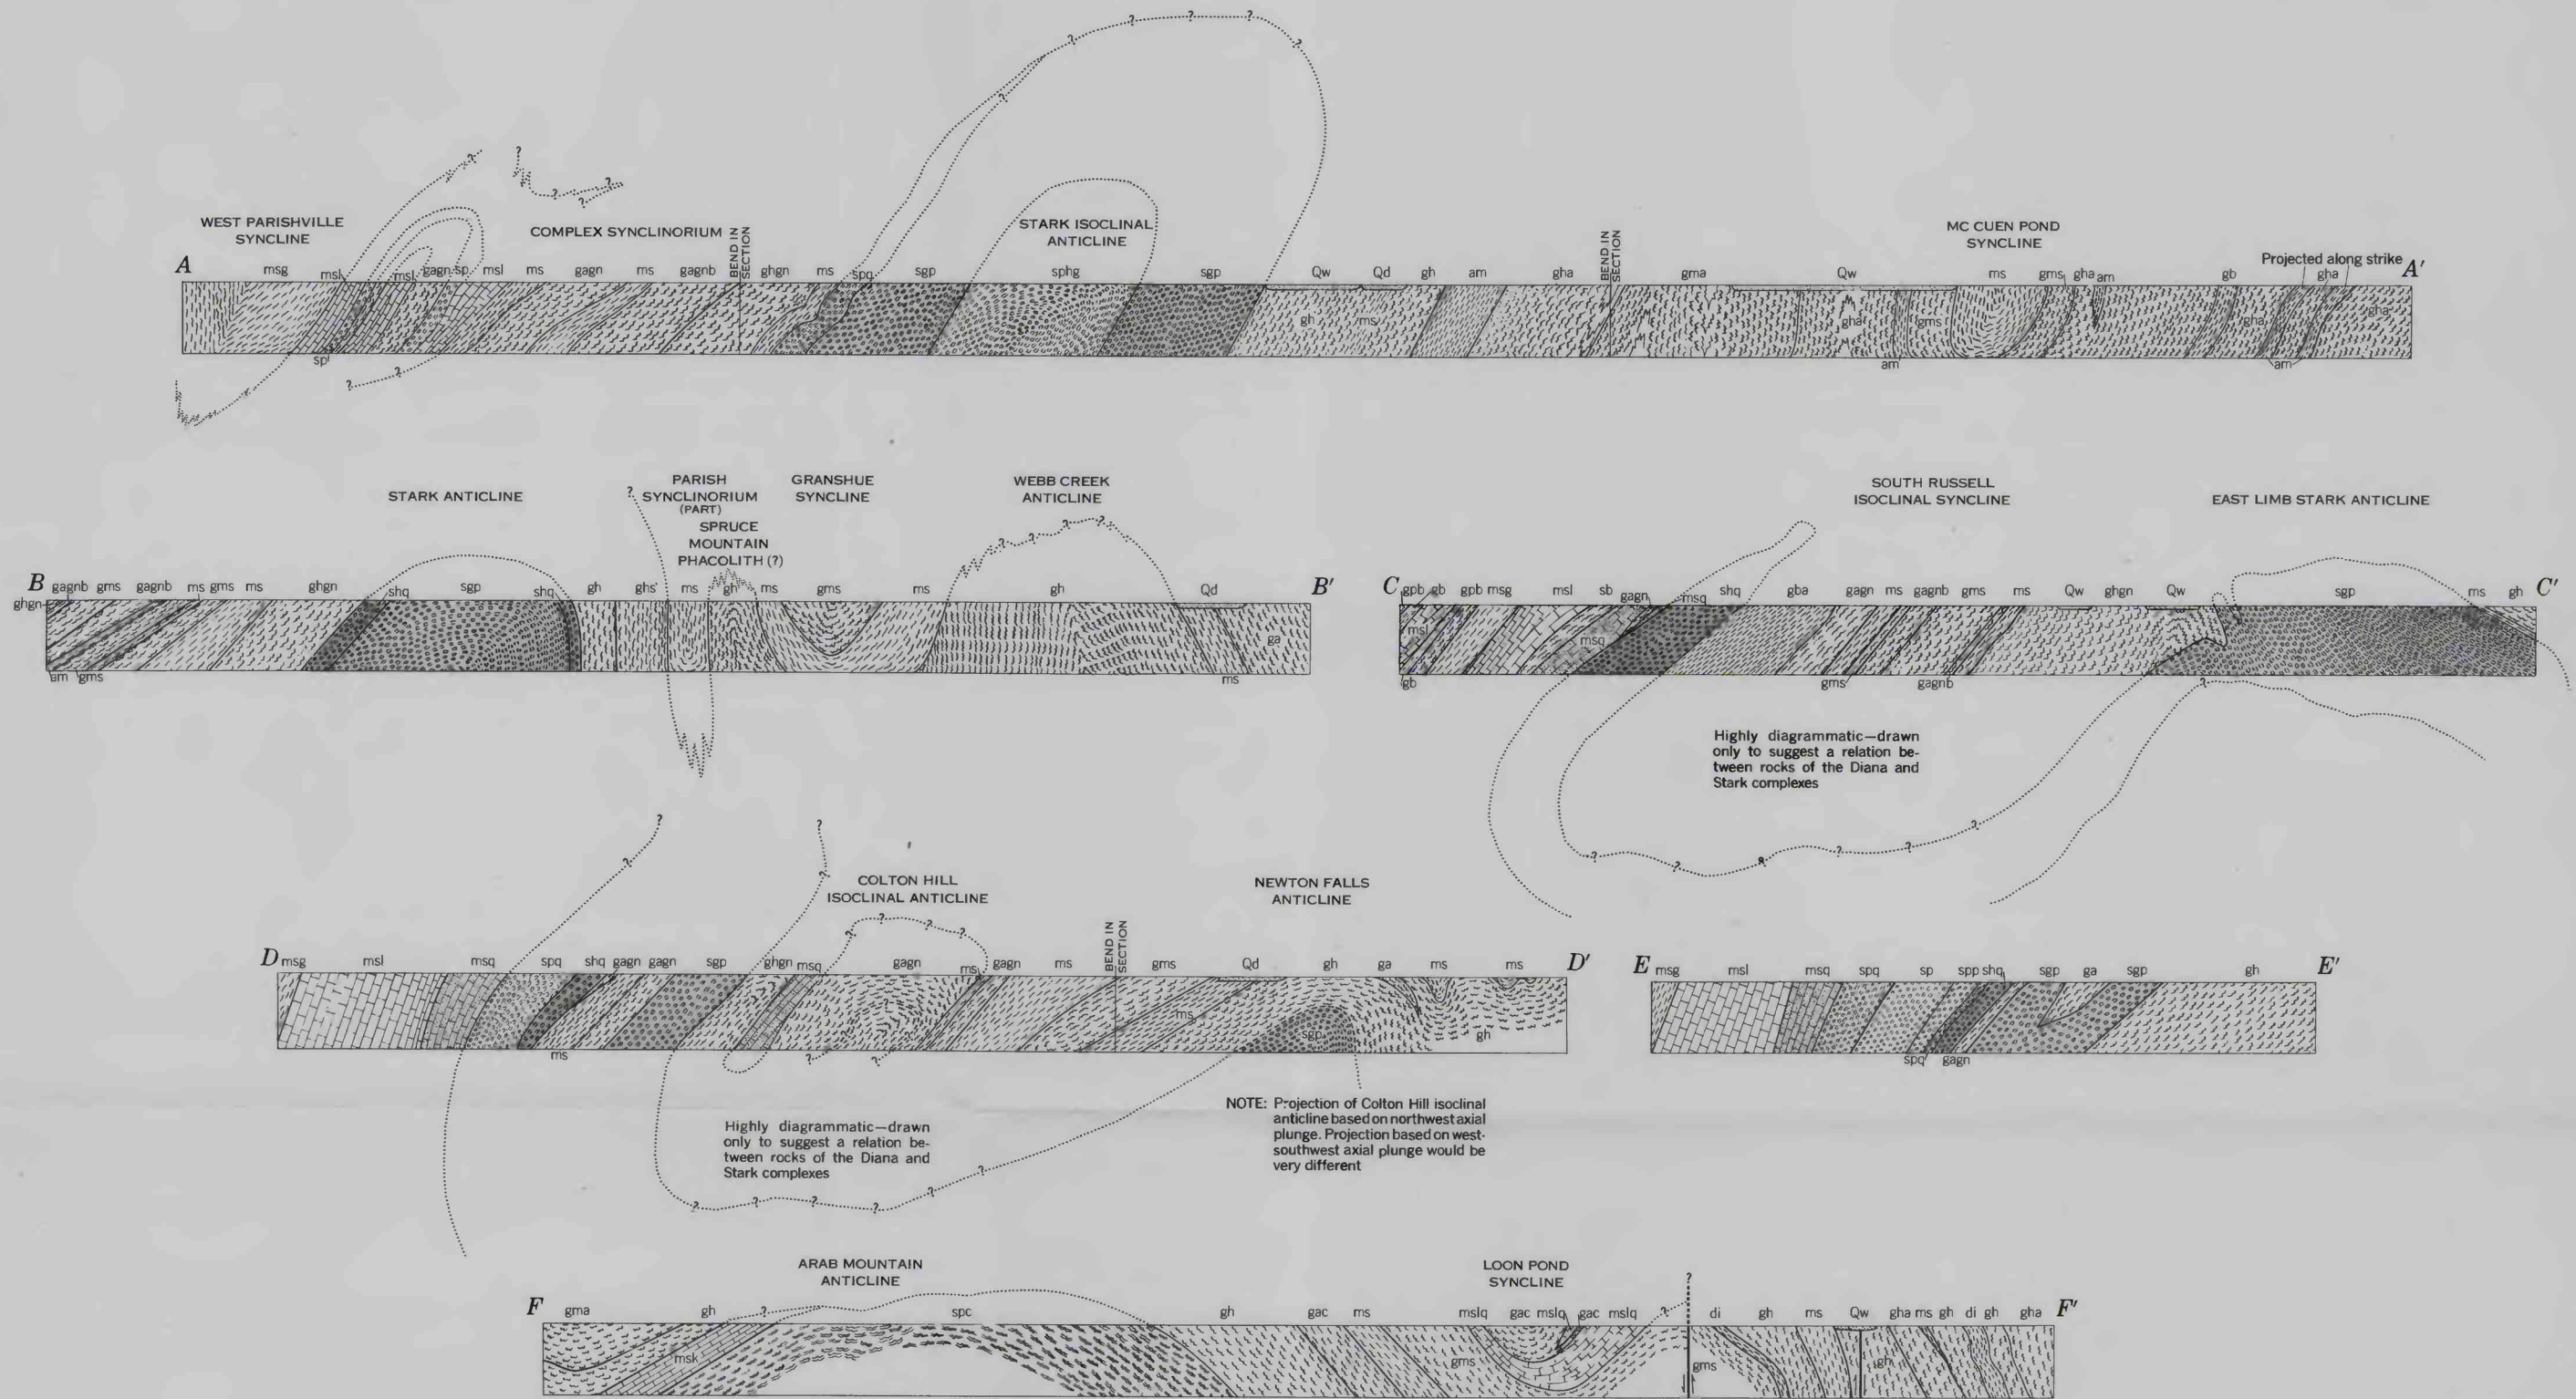 WEST PARISHVILLE
SYNCLINE
COMPLEX SYNCLINORIUM
BEND IN
SECTION
STARK ISOCLINAL
ANTICLINE
BEND IN
SECTION
MC CUEN POND
SYNCLINE
Projected along strike
A msg msl msl gagn sp msl ms gagn ms gagnb ghgn ms spq sgp sphg sgp Qw Qd gh am gha gma Qw ms gms gha am gb gha A'
gh ms gha gms gha gha
sp am am
STARK ANTICLINE
PARISH
SYNCLINORIUM
(PART)
SPRUCE
MOUNTAIN
PHACOLITH (?)
GRANSHUE
SYNCLINE
WEBB CREEK
ANTICLINE
B gagnb gms gagnb ms gms ms ghgn shq sgp shq gh ghs' ms gh ms gms ms gh Qd B'
ghgn
ga
am gms ms
SOUTH RUSSELL
ISOCLINAL SYNCLINE
EAST LIMB STARK ANTICLINE
C gpb gb gpb msg msl sb gagn msq shq gba gagn ms gagnb gms ms Qw ghgn Qw sgp ms gh C'
msl msq
gb gms gagnb
Highly diagrammatic—drawn
only to suggest a relation be-
tween rocks of the Diana and
Stark complexes
COLTON HILL
ISOCLINAL ANTICLINE
BEND IN
SECTION
NEWTON FALLS
ANTICLINE
D msg msl msq spq shq gagn gagn sgp ghgn msq gagn ms gagn ms gms Qd gh ga ms ms D'
ms sgp gh
ms
Highly diagrammatic—drawn
only to suggest a relation be-
tween rocks of the Diana and
Stark complexes
NOTE: Projection of Colton Hill isoclinal
anticline based on northwest axial
plunge. Projection based on west-
southwest axial plunge would be
very different
E msg msl msq spq sp spp shq sgp ga sgp gh E'
spq gagn
ARAB MOUNTAIN
ANTICLINE
LOON POND
SYNCLINE
F gma gh spc gh gac ms mslq gac mslq gac mslq di gh ms Qw gha ms gh di gh gha F'
msk gms gms gh